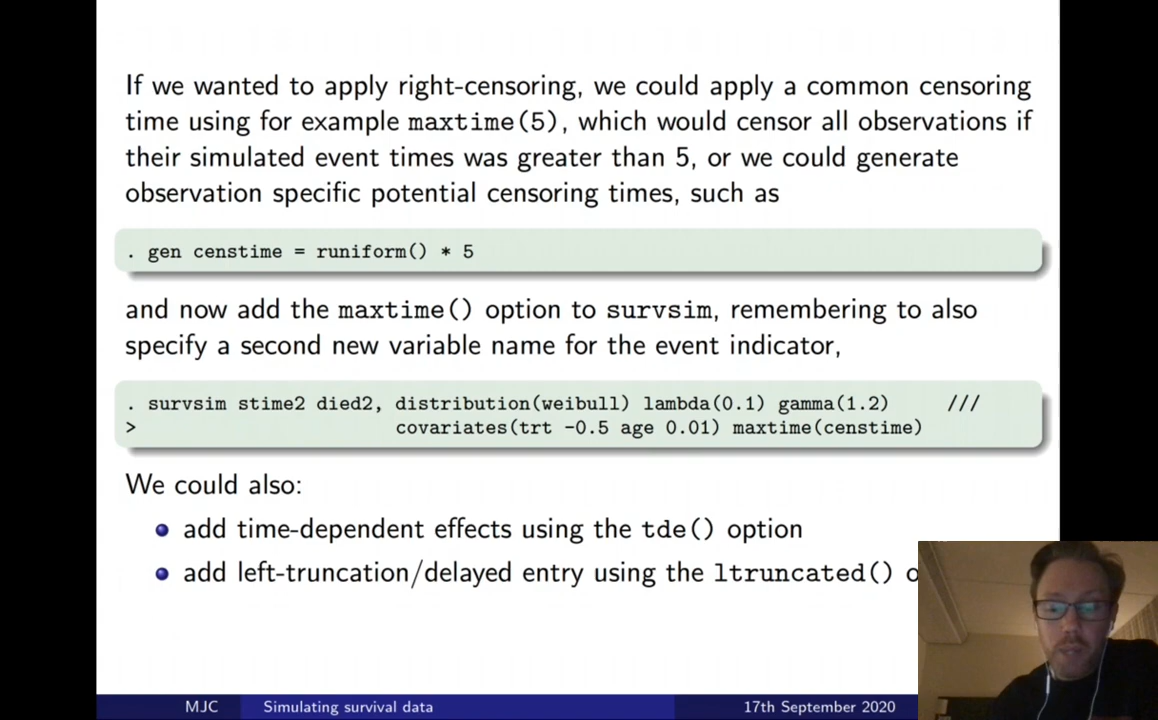 If we wanted to apply right-censoring, we could apply a common censoring
time using for example maxtime(5), which would censor all observations if
their simulated event times was greater than 5, or we could generate
observation specific potential censoring times, such as
. gen censtime = runiform() * 5
and now add the maxtime() option to survsim, remembering to also
specify a second new variable name for the event indicator,
. survsim stime2 died2, distribution(weibull) lambda(0.1) gamma(1.2) ///
> covariates(trt -0.5 age 0.01) maxtime(censtime)
We could also:
add time-dependent effects using the tde() option
add left-truncation/delayed entry using the ltruncated()
MJC Simulating survival data 17th September 2020